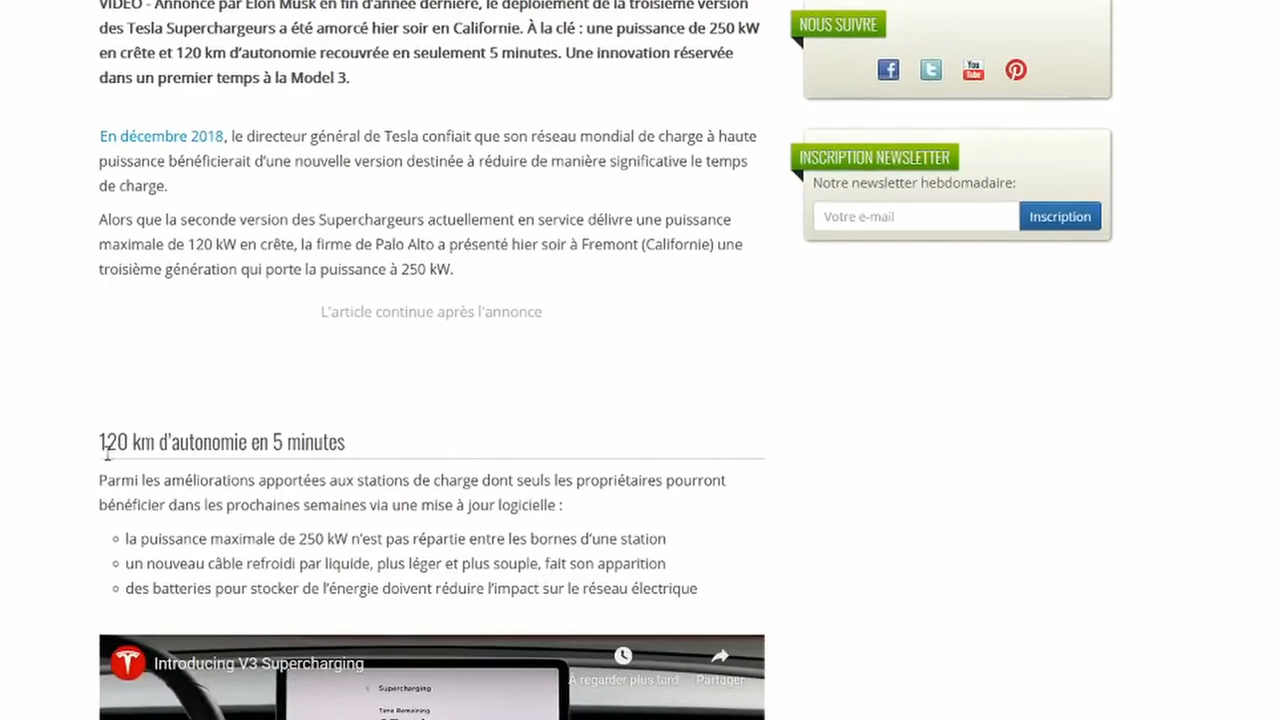 VIDEO - Annoncé par Elon Musk en fin d'année dernière, le déploiement de la troisième version
des Tesla Superchargeurs a été amorcé hier soir en Californie. À la clé : une puissance de 250 kW
en crête et 120 km d'autonomie recouvrée en seulement 5 minutes. Une innovation réservée
dans un premier temps à la Model 3.
En décembre 2018, le directeur général de Tesla confiait que son réseau mondial de charge à haute
puissance bénéficierait d'une nouvelle version destinée à réduire de manière significative le temps
de charge.
Alors que la seconde version des Superchargeurs actuellement en service délivre une puissance
maximale de 120 kW en crête, la firme de Palo Alto a présenté hier soir à Fremont (Californie) une
troisième génération qui porte la puissance à 250 kW.
L'article continue après l'annonce
120 km d'autonomie en 5 minutes
Parmi les améliorations apportées aux stations de charge dont seuls les propriétaires pourront
bénéficier dans les prochaines semaines via une mise à jour logicielle :
la puissance maximale de 250 kW n'est pas répartie entre les bornes d'une station
un nouveau câble refroidi par liquide, plus léger et plus souple, fait son apparition
des batteries pour stocker de l'énergie doivent réduire l'impact sur le réseau électrique
Introducing V3 Supercharging
À regarder plus tard
Partager
Supercharging
Time Remaining
NOUS SUIVRE
You Tube
INSCRIPTION NEWSLETTER
Notre newsletter hebdomadaire:
Votre e-mail
Inscription